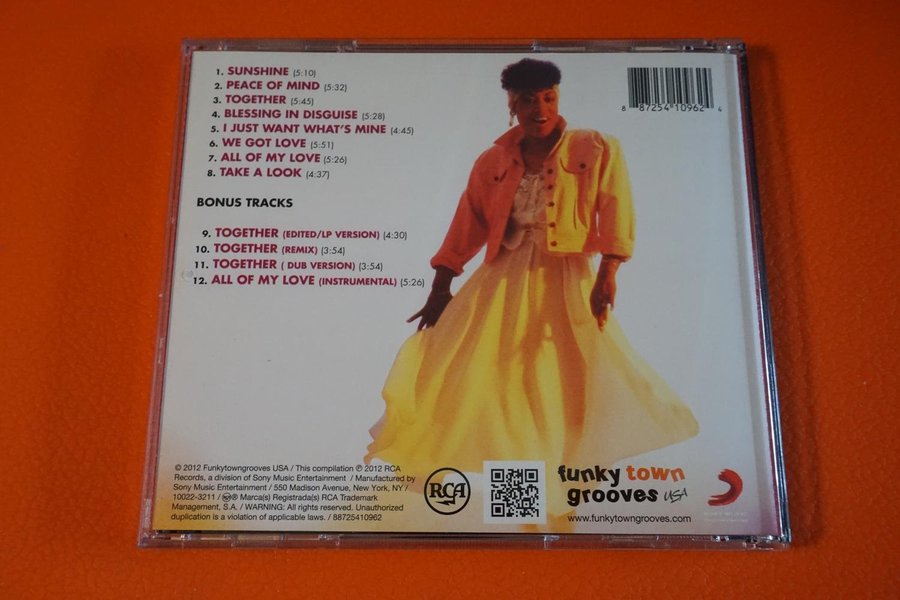 1. SUNSHINE (5:10)
2. PEACE OF MIND (5:32)
3. TOGETHER (5:45)
4. BLESSING IN DISGUISE (5:28)
5. I JUST WANT WHAT'S MINE (4:45)
6. WE GOT LOVE (5:51)
7. ALL OF MY LOVE (5:26)
8. TAKE A LOOK (4:37)
BONUS TRACKS
9. TOGETHER (EDITED/LP VERSION) (4:30)
10. TOGETHER (REMIX) (3:54)
11. TOGETHER ( DUB VERSION) (3:54)
12. ALL OF MY LOVE (INSTRUMENTAL) (5:26)
8 87254 10962 4
© 2012 Funkytowngrooves USA / This compilation ℗ 2012 RCA
Records, a division of Sony Music Entertainment / Manufactured by
Sony Music Entertainment / 550 Madison Avenue, New York, NY /
10022-3211 / ® Marca(s) Registrada(s) RCA Trademark
Management, S.A. / WARNING: All rights reserved. Unauthorized
duplication is a violation of applicable laws. / 88725410962
RCA
funky town
grooves USA
www.funkytowngrooves.com